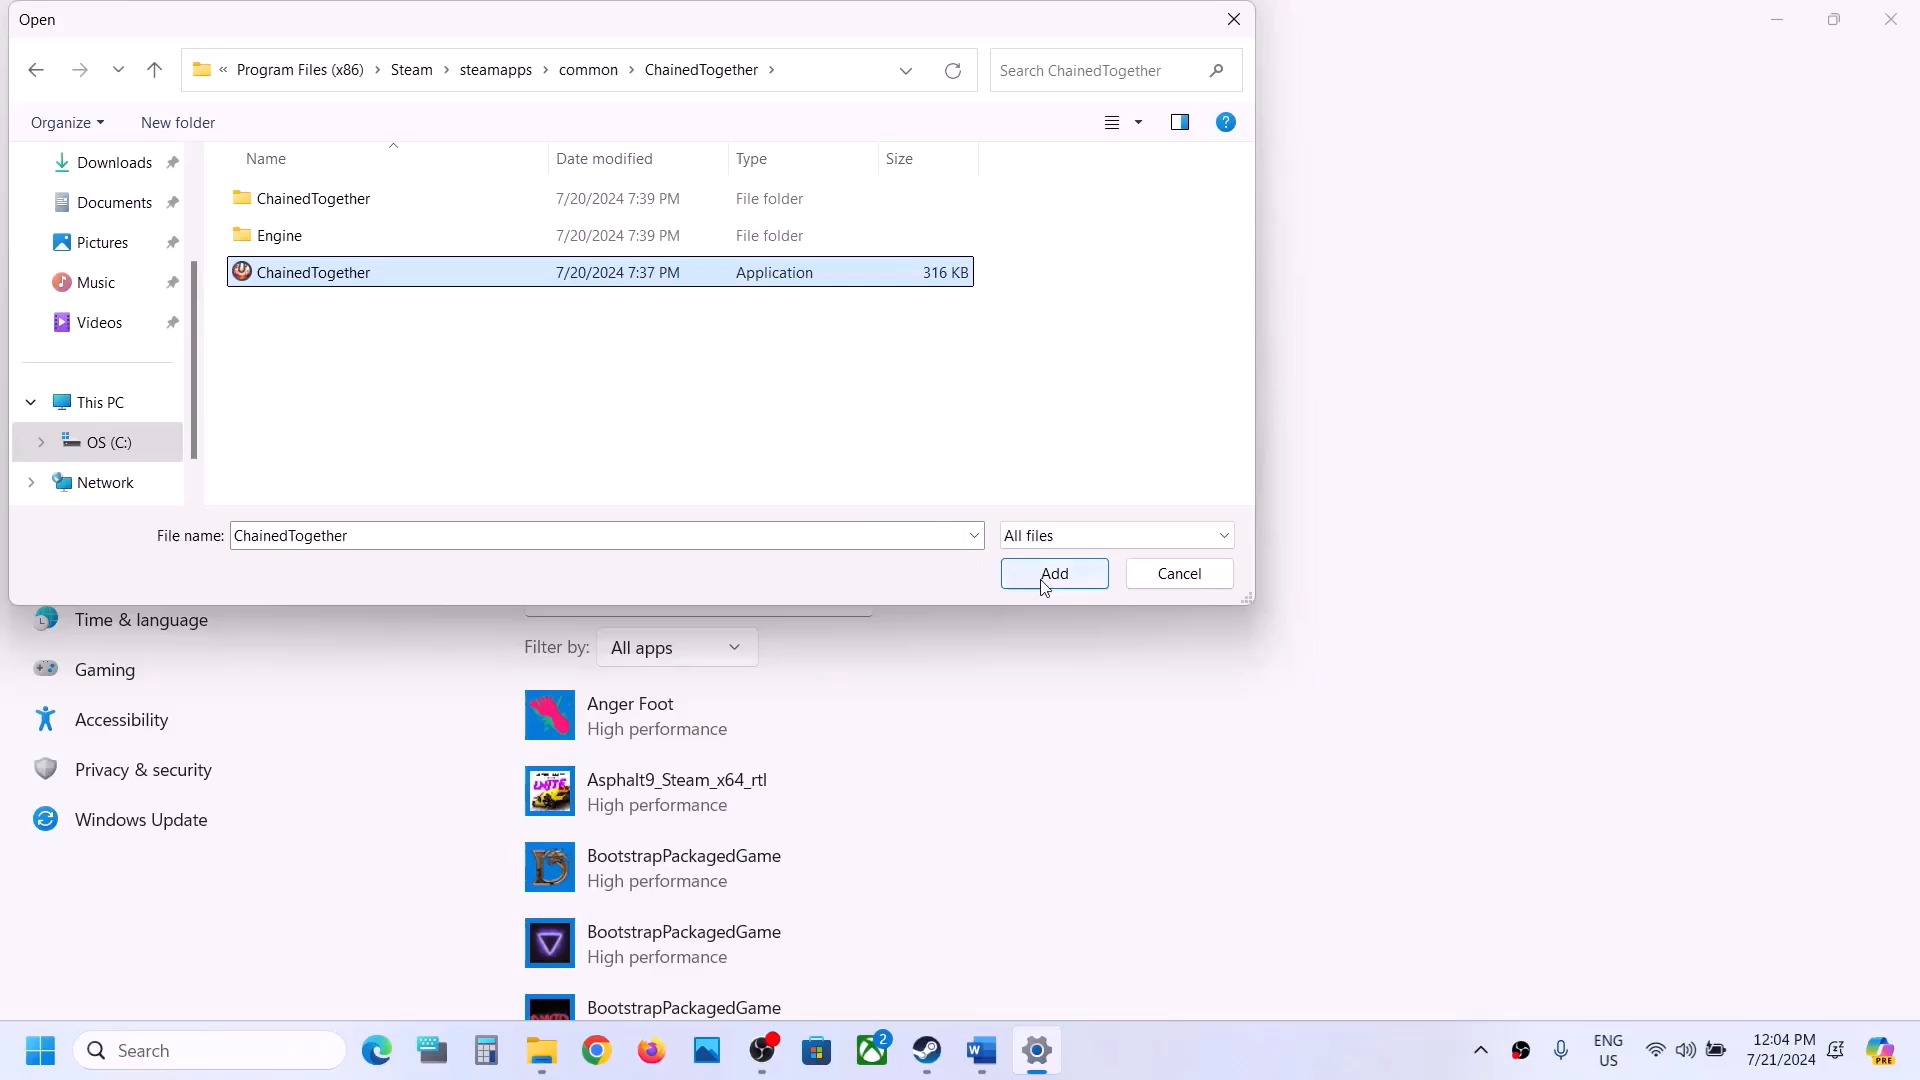 Open
« Program Files (x86) › Steam › steamapps › common › ChainedTogether ›
Search ChainedTogether
Organize
New folder
Name
Date modified
Type
Size
Downloads
Documents
Pictures
Music
Videos
This PC
OS (C:)
Network
ChainedTogether 7/20/2024 7:39 PM File folder
Engine 7/20/2024 7:39 PM File folder
ChainedTogether 7/20/2024 7:37 PM Application 316 KB
File name: ChainedTogether
All files
Add
Cancel
Time & language
Gaming
Accessibility
Privacy & security
Windows Update
Filter by: All apps
Anger Foot
High performance
Asphalt9_Steam_x64_rtl
High performance
BootstrapPackagedGame
High performance
BootstrapPackagedGame
High performance
BootstrapPackagedGame
Search
2
ENG
US
12:04 PM
7/21/2024
PRE